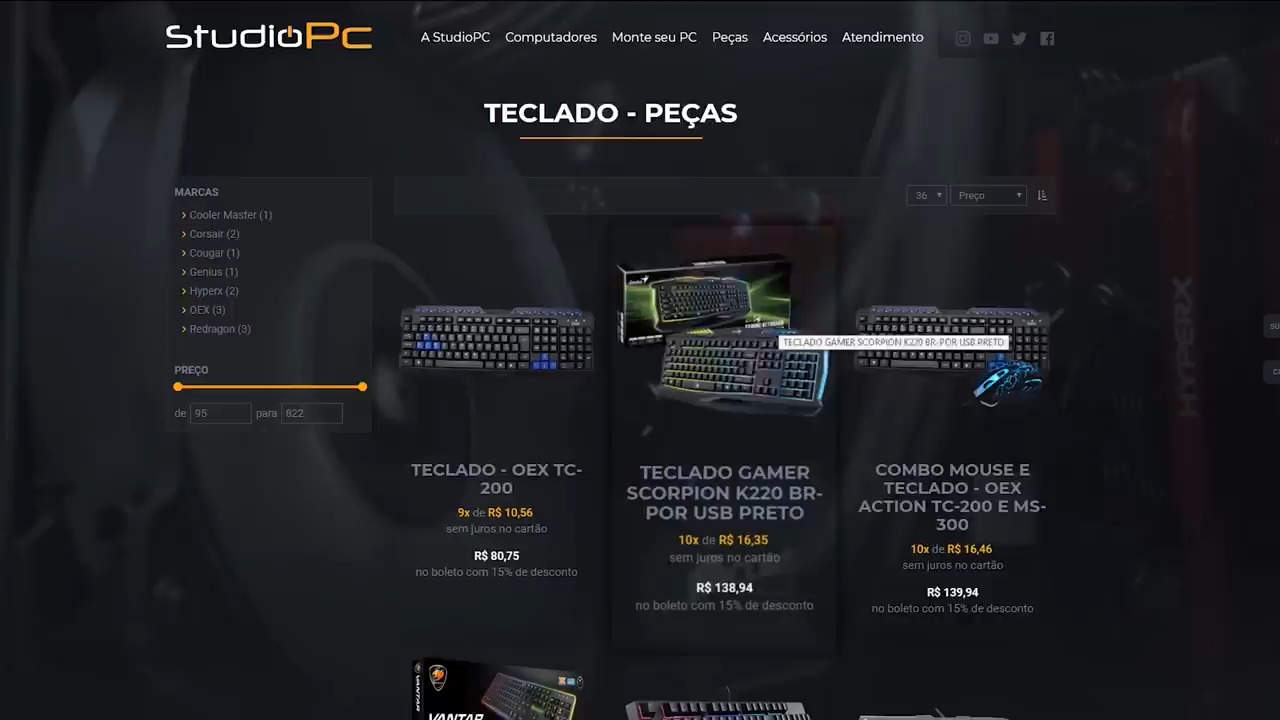 StudioPc
A StudioPC Computadores Monte seu PC Peças Acessórios Atendimento
TECLADO - PEÇAS
MARCAS
Cooler Master (1)
Corsair (2)
Cougar (1)
Genius (1)
Hyperx (2)
OEX (3)
Redragon (3)
PREÇO
de 95 para 822
36 Preço
TECLADO GAMER SCORPION K220 BR- POR USB PRETO
TECLADO - OEX TC-
200
9x de R$ 10,56
sem juros no cartão
R$ 80,75
no boleto com 15% de desconto
TECLADO GAMER
SCORPION K220 BR-
POR USB PRETO
10x de R$ 16,35
sem juros no cartão
R$ 138,94
no boleto com 15% de desconto
COMBO MOUSE E
TECLADO - OEX
ACTION TC-200 E MS-
300
10x de R$ 16,46
sem juros no cartão
R$ 139,94
no boleto com 15% de desconto
HYPERX
VANTAR
VANTAR